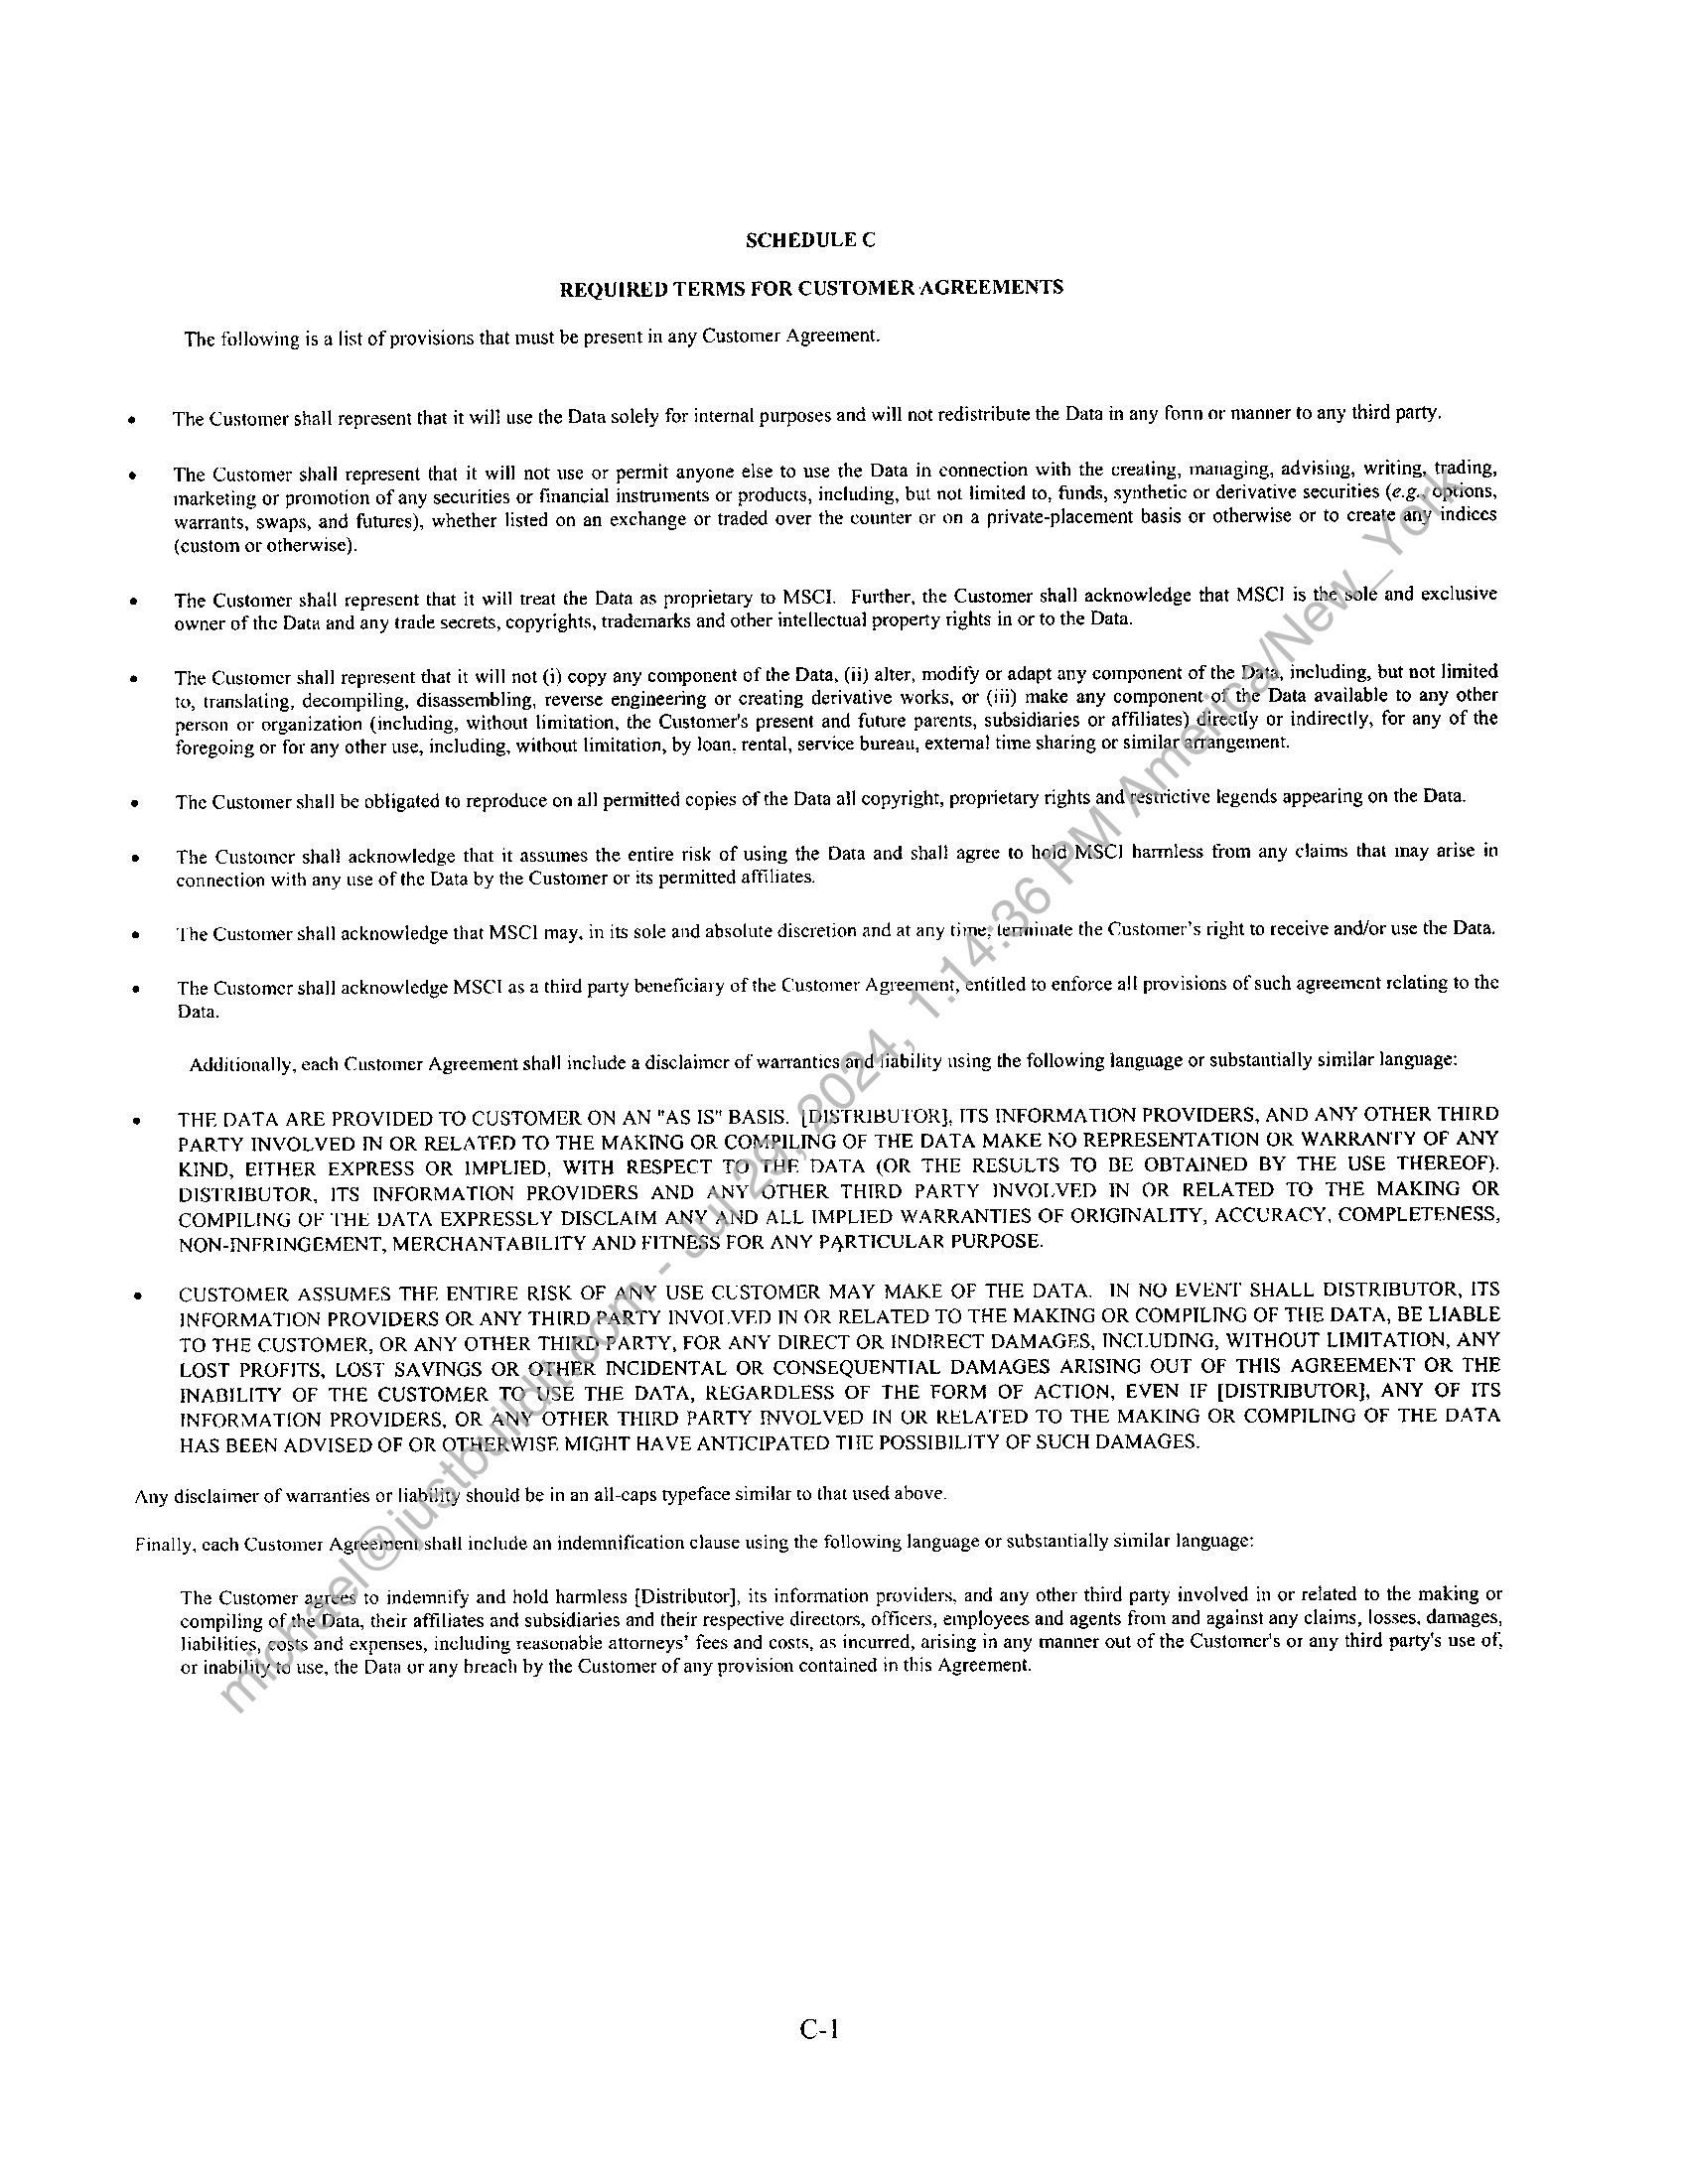 SCHEDULE C
REQUIRED TERMS FOR CUSTOMER AGREEMENTS
The following is a list of provisions that must be present in any Customer Agreement.
• The Customer shall represent that it will use the Data solely for internal purposes and will not redistribute the Data in any form or manner to any third party.
• The Customer shall represent that it will not use or permit anyone else to use the Data in connection with the creating, managing, advising, writing, trading,
marketing or promotion of any securities or financial instruments or products, including, but not limited to, funds, synthetic or derivative securities (e.g., options,
warrants, swaps, and futures), whether listed on an exchange or traded over the counter or on a private-placement basis or otherwise or to create any indices
(custom or otherwise).
• The Customer shall represent that it will treat the Data as proprietary to MSCI. Further, the Customer shall acknowledge that MSCI is the sole and exclusive
owner of the Data and any trade secrets, copyrights, trademarks and other intellectual property rights in or to the Data.
• The Customer shall represent that it will not (i) copy any component of the Data, (ii) alter, modify or adapt any component of the Data, including, but not limited
to, translating, decompiling, disassembling, reverse engineering or creating derivative works, or (iii) make any component of the Data available to any other
person or organization (including, without limitation, the Customer's present and future parents, subsidiaries or affiliates) directly or indirectly, for any of the
foregoing or for any other use, including, without limitation, by loan, rental, service bureau, external time sharing or similar arrangement.
• The Customer shall be obligated to reproduce on all permitted copies of the Data all copyright, proprietary rights and restrictive legends appearing on the Data.
• The Customer shall acknowledge that it assumes the entire risk of using the Data and shall agree to hold MSCI harmless from any claims that may arise in
connection with any use of the Data by the Customer or its permitted affiliates.
• The Customer shall acknowledge that MSCI may, in its sole and absolute discretion and at any time, terminate the Customer's right to receive and/or use the Data.
• The Customer shall acknowledge MSCI as a third party beneficiary of the Customer Agreement, entitled to enforce all provisions of such agreement relating to the
Data.
Additionally, each Customer Agreement shall include a disclaimer of warranties and liability using the following language or substantially similar language:
• THE DATA ARE PROVIDED TO CUSTOMER ON AN "AS IS" BASIS. [DISTRIBUTOR], ITS INFORMATION PROVIDERS, AND ANY OTHER THIRD
PARTY INVOLVED IN OR RELATED TO THE MAKING OR COMPILING OF THE DATA MAKE NO REPRESENTATION OR WARRANTY OF ANY
KIND, EITHER EXPRESS OR IMPLIED, WITH RESPECT TO THE DATA (OR THE RESULTS TO BE OBTAINED BY THE USE THEREOF).
DISTRIBUTOR, ITS INFORMATION PROVIDERS AND ANY OTHER THIRD PARTY INVOLVED IN OR RELATED TO THE MAKING OR
COMPILING OF THE DATA EXPRESSLY DISCLAIM ANY AND ALL IMPLIED WARRANTIES OF ORIGINALITY, ACCURACY, COMPLETENESS,
NON-INFRINGEMENT, MERCHANTABILITY AND FITNESS FOR ANY PARTICULAR PURPOSE.
• CUSTOMER ASSUMES THE ENTIRE RISK OF ANY USE CUSTOMER MAY MAKE OF THE DATA. IN NO EVENT SHALL DISTRIBUTOR, ITS
INFORMATION PROVIDERS OR ANY THIRD PARTY INVOLVED IN OR RELATED TO THE MAKING OR COMPILING OF THE DATA, BE LIABLE
TO THE CUSTOMER, OR ANY OTHER THIRD PARTY, FOR ANY DIRECT OR INDIRECT DAMAGES, INCLUDING, WITHOUT LIMITATION, ANY
LOST PROFITS, LOST SAVINGS OR OTHER INCIDENTAL OR CONSEQUENTIAL DAMAGES ARISING OUT OF THIS AGREEMENT OR THE
INABILITY OF THE CUSTOMER TO USE THE DATA, REGARDLESS OF THE FORM OF ACTION, EVEN IF [DISTRIBUTOR], ANY OF ITS
INFORMATION PROVIDERS, OR ANY OTHER THIRD PARTY INVOLVED IN OR RELATED TO THE MAKING OR COMPILING OF THE DATA
HAS BEEN ADVISED OF OR OTHERWISE MIGHT HAVE ANTICIPATED THE POSSIBILITY OF SUCH DAMAGES.
Any disclaimer of warranties or liability should be in an all-caps typeface similar to that used above.
Finally, each Customer Agreement shall include an indemnification clause using the following language or substantially similar language:
The Customer agrees to indemnify and hold harmless [Distributor], its information providers, and any other third party involved in or related to the making or
compiling of the Data, their affiliates and subsidiaries and their respective directors, officers, employees and agents from and against any claims, losses, damages,
liabilities, costs and expenses, including reasonable attorneys' fees and costs, as incurred, arising in any manner out of the Customer's or any third party's use of,
or inability to use, the Data or any breach by the Customer of any provision contained in this Agreement.
C-1
michael@justbuildit.com - Jul 29, 2024, 1:14:36 PM America/New_York